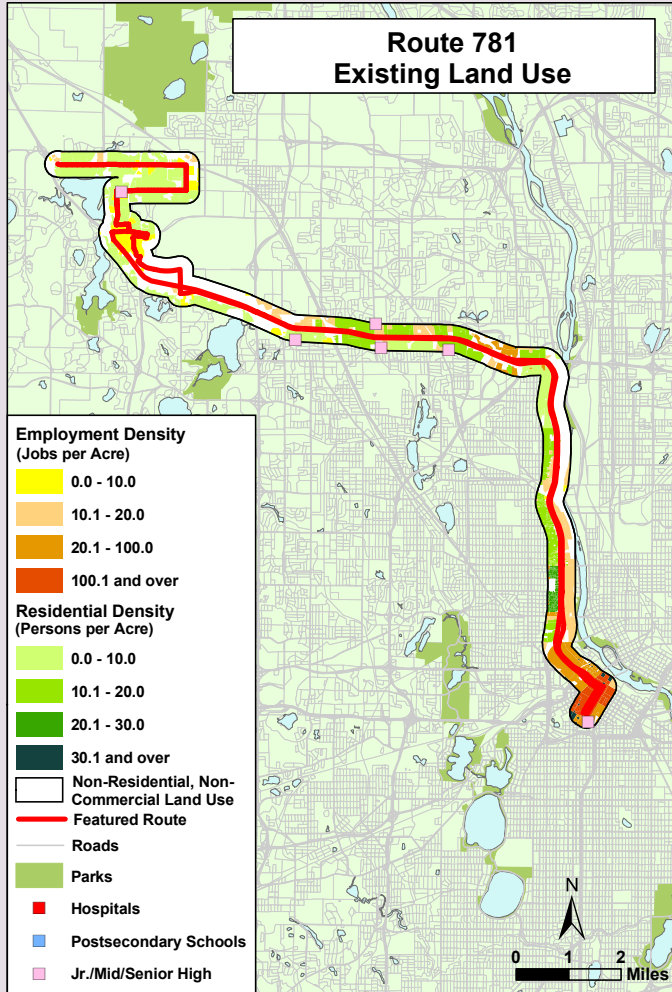 Route 781
Existing Land Use
Employment Density
(Jobs per Acre)
0.0 - 10.0
10.1 - 20.0
20.1 - 100.0
100.1 and over
Residential Density
(Persons per Acre)
0.0 - 10.0
10.1 - 20.0
20.1 - 30.0
30.1 and over
Non-Residential, Non-
Commercial Land Use
Featured Route
Roads
Parks
Hospitals
Postsecondary Schools
Jr./Mid/Senior High
N
0 1 2
Miles